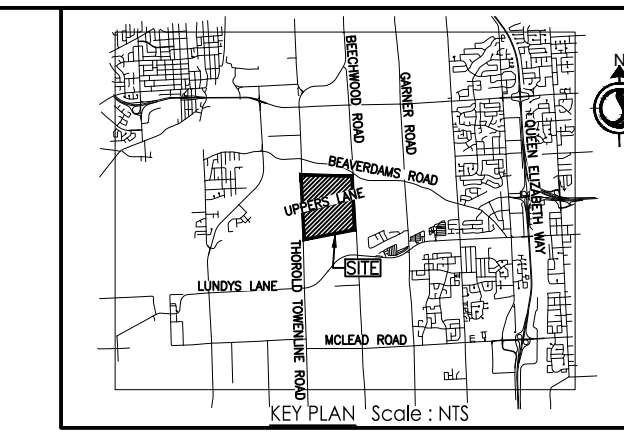 N
BEECHWOOD ROAD
GARNER ROAD
QUEEN ELIZABETH WAY
BEAVERDAMS ROAD
UPPERS LANE
SITE
THOROLD TOWENLINE ROAD
LUNDYS LANE
MCLEAD ROAD
KEY PLAN Scale : NTS